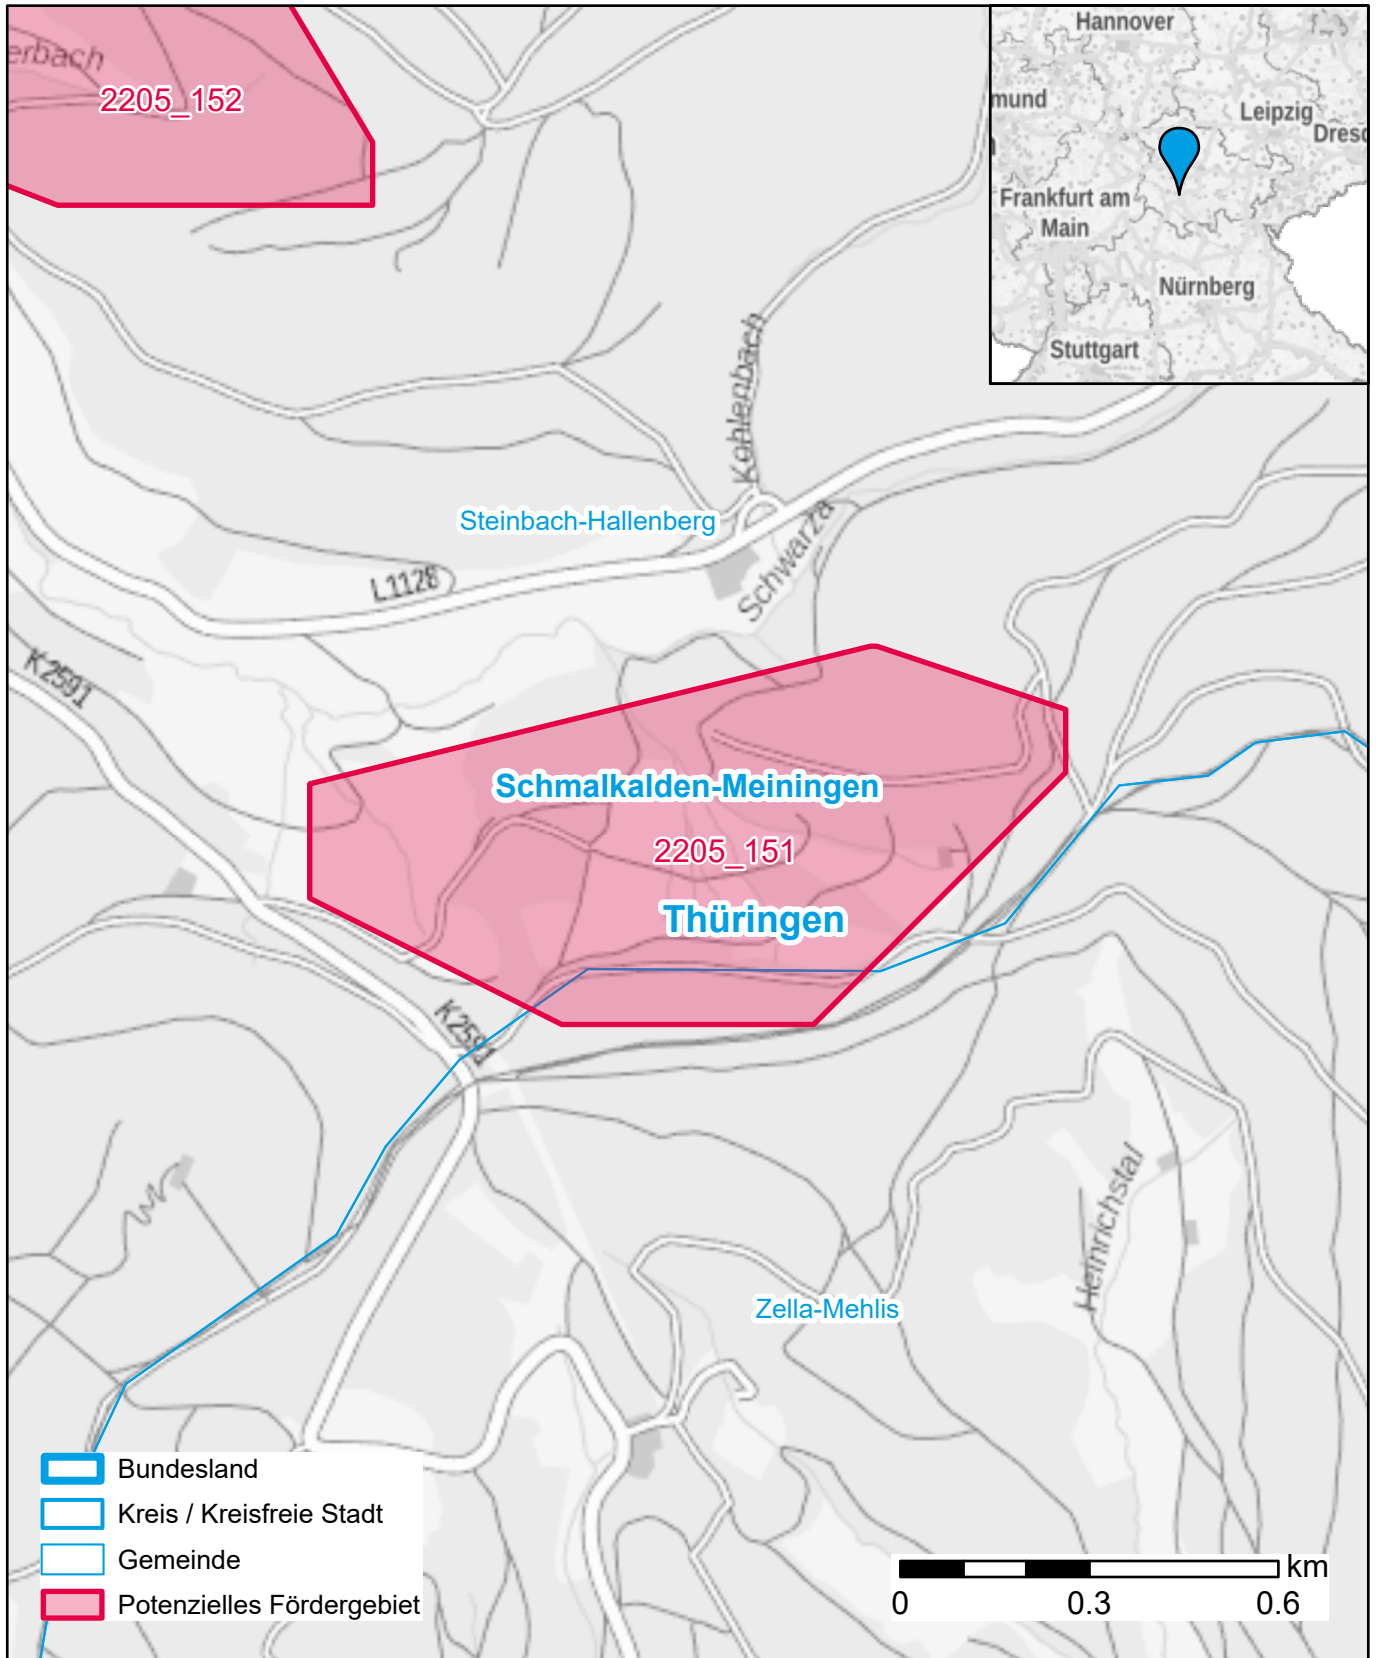 erbach
2205_152
Hannover
mund
Leipzig
Dresd
Frankfurt am
Main
Nürnberg
Stuttgart
Kohlenbach
Steinbach-Hallenberg
Schwarza
L1128
K2591
Schmalkalden-Meiningen
2205_151
Thüringen
K2591
Heinrichstal
Zella-Mehlis
Bundesland
Kreis / Kreisfreie Stadt
Gemeinde
Potenzielles Fördergebiet
km
0 0.3 0.6